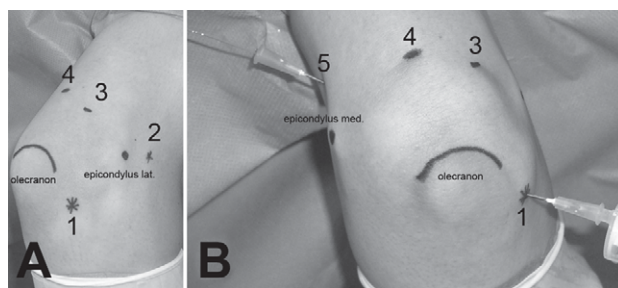 4
3
2
epicondylus lat.
olecranon
1
A
5
4
3
epicondylus med.
olecranon
1
B